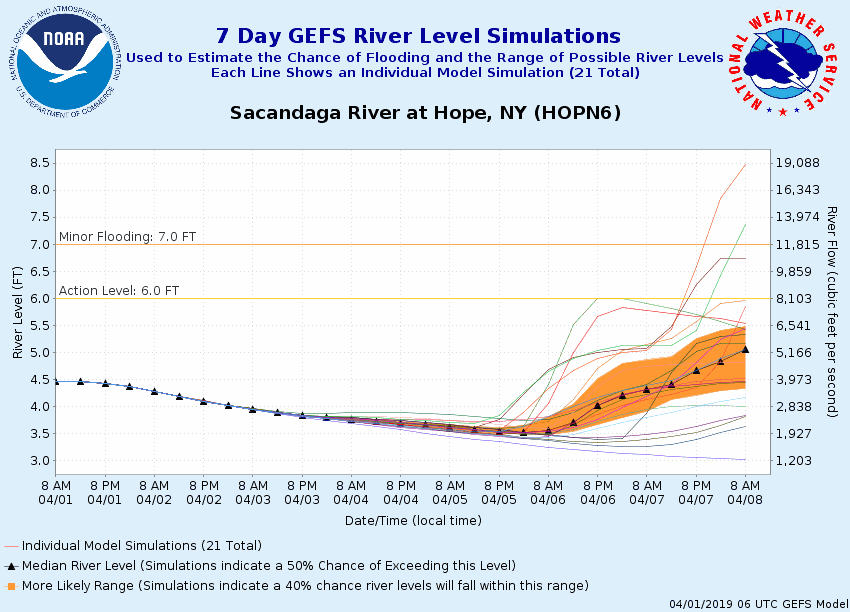 7 Day GEFS River Level Simulations
Used to Estimate the Chance of Flooding and the Range of Possible River Levels
Each Line Shows an Individual Model Simulation (21 Total)
Sacandaga River at Hope, NY (HOPN6)
NATIONAL OCEANIC AND ATMOSPHERIC ADMINISTRATION
NOAA
U.S. DEPARTMENT OF COMMERCE
NATIONAL WEATHER SERVICE
River Level (FT)
8.5
8.0
7.5
7.0
6.5
6.0
5.5
5.0
4.5
4.0
3.5
3.0
Minor Flooding: 7.0 FT
Action Level: 6.0 FT
19,088
16,343
13,974
11,815
9,859
8,103
6,541
5,166
3,973
2,838
1,927
1,203
River Flow (cubic feet per second)
8 AM 8 PM 8 AM 8 PM 8 AM 8 PM 8 AM 8 PM 8 AM 8 PM 8 AM 8 PM 8 AM 8 PM 8 AM
04/01 04/01 04/02 04/02 04/03 04/03 04/04 04/04 04/05 04/05 04/06 04/06 04/07 04/07 04/08
Date/Time (local time)
Individual Model Simulations (21 Total)
Median River Level (Simulations indicate a 50% Chance of Exceeding this Level)
More Likely Range (Simulations indicate a 40% chance river levels will fall within this range)
04/01/2019 06 UTC GEFS Model